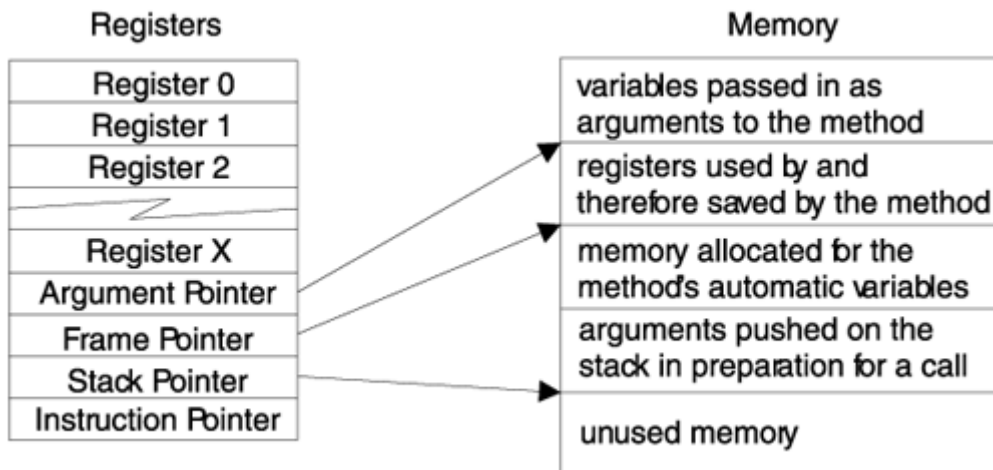 Registers
Register 0
Register 1
Register 2
Register X
Argument Pointer
Frame Pointer
Stack Pointer
Instruction Pointer
Memory
variables passed in as
arguments to the method
registers used by and
therefore saved by the method
memory allocated for the
method's automatic variables
arguments pushed on the
stack in preparation for a call
unused memory